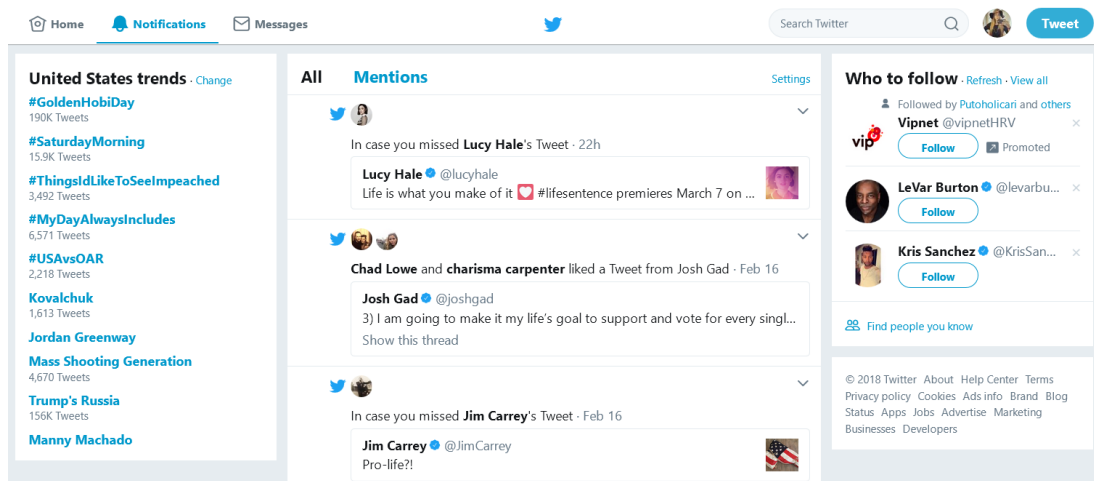 Home Notifications Messages Search Twitter Tweet
United States trends · Change
#GoldenHobiDay
190K Tweets
#SaturdayMorning
15.9K Tweets
#ThingsIdLikeToSeeImpeached
3,492 Tweets
#MyDayAlwaysIncludes
6,571 Tweets
#USAvsOAR
2,218 Tweets
Kovalchuk
1,613 Tweets
Jordan Greenway
Mass Shooting Generation
4,670 Tweets
Trump's Russia
156K Tweets
Manny Machado
All Mentions Settings
In case you missed Lucy Hale's Tweet · 22h
Lucy Hale @lucyhale
Life is what you make of it 💟 #lifesentence premieres March 7 on ...
Chad Lowe and charisma carpenter liked a Tweet from Josh Gad · Feb 16
Josh Gad @joshgad
3) I am going to make it my life's goal to support and vote for every singl...
Show this thread
In case you missed Jim Carrey's Tweet · Feb 16
Jim Carrey @JimCarrey
Pro-life?!
Who to follow · Refresh · View all
Followed by Putoholicari and others
vip
Vipnet @vipnetHRV
Follow Promoted
LeVar Burton @levarbu...
Follow
Kris Sanchez @KrisSan...
Follow
Find people you know
© 2018 Twitter About Help Center Terms
Privacy policy Cookies Ads info Brand Blog
Status Apps Jobs Advertise Marketing
Businesses Developers